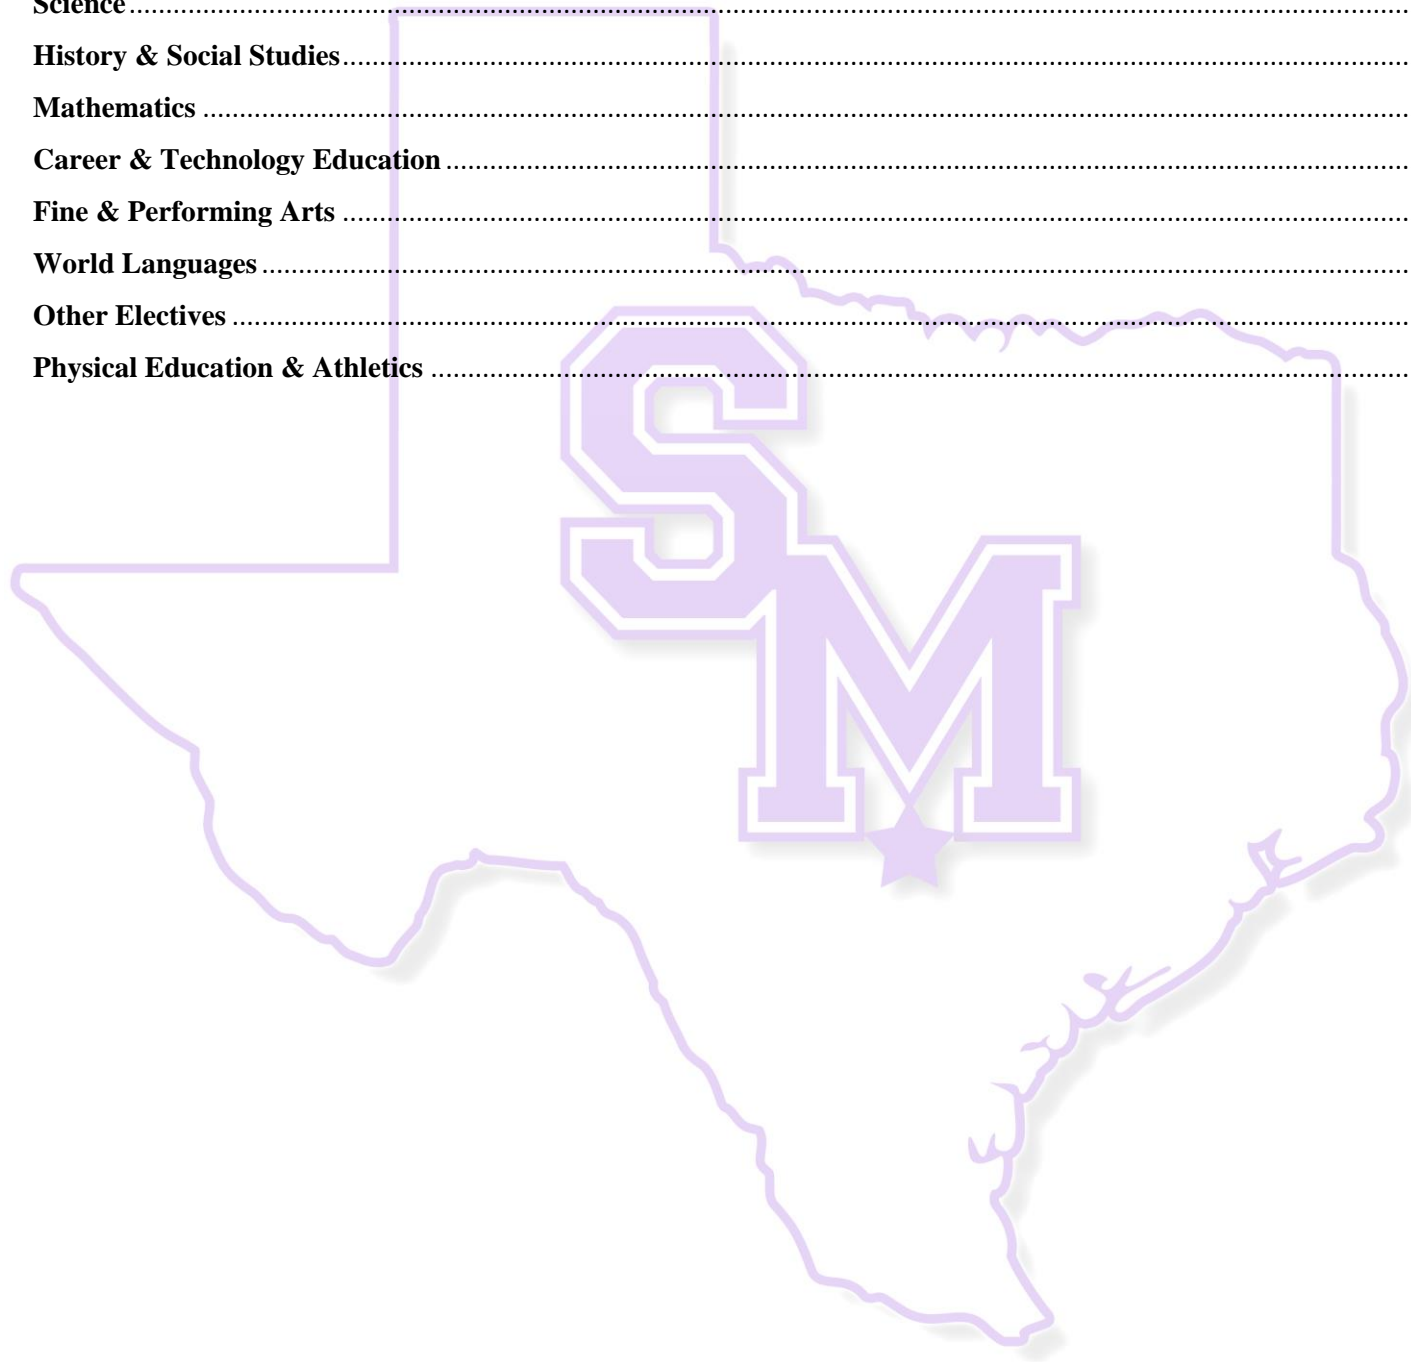 Science ........................................................................................................................
History & Social Studies ........................................................................................................................
Mathematics ........................................................................................................................
Career & Technology Education ........................................................................................................................
Fine & Performing Arts ........................................................................................................................
World Languages ........................................................................................................................
Other Electives ........................................................................................................................
Physical Education & Athletics ........................................................................................................................
SM